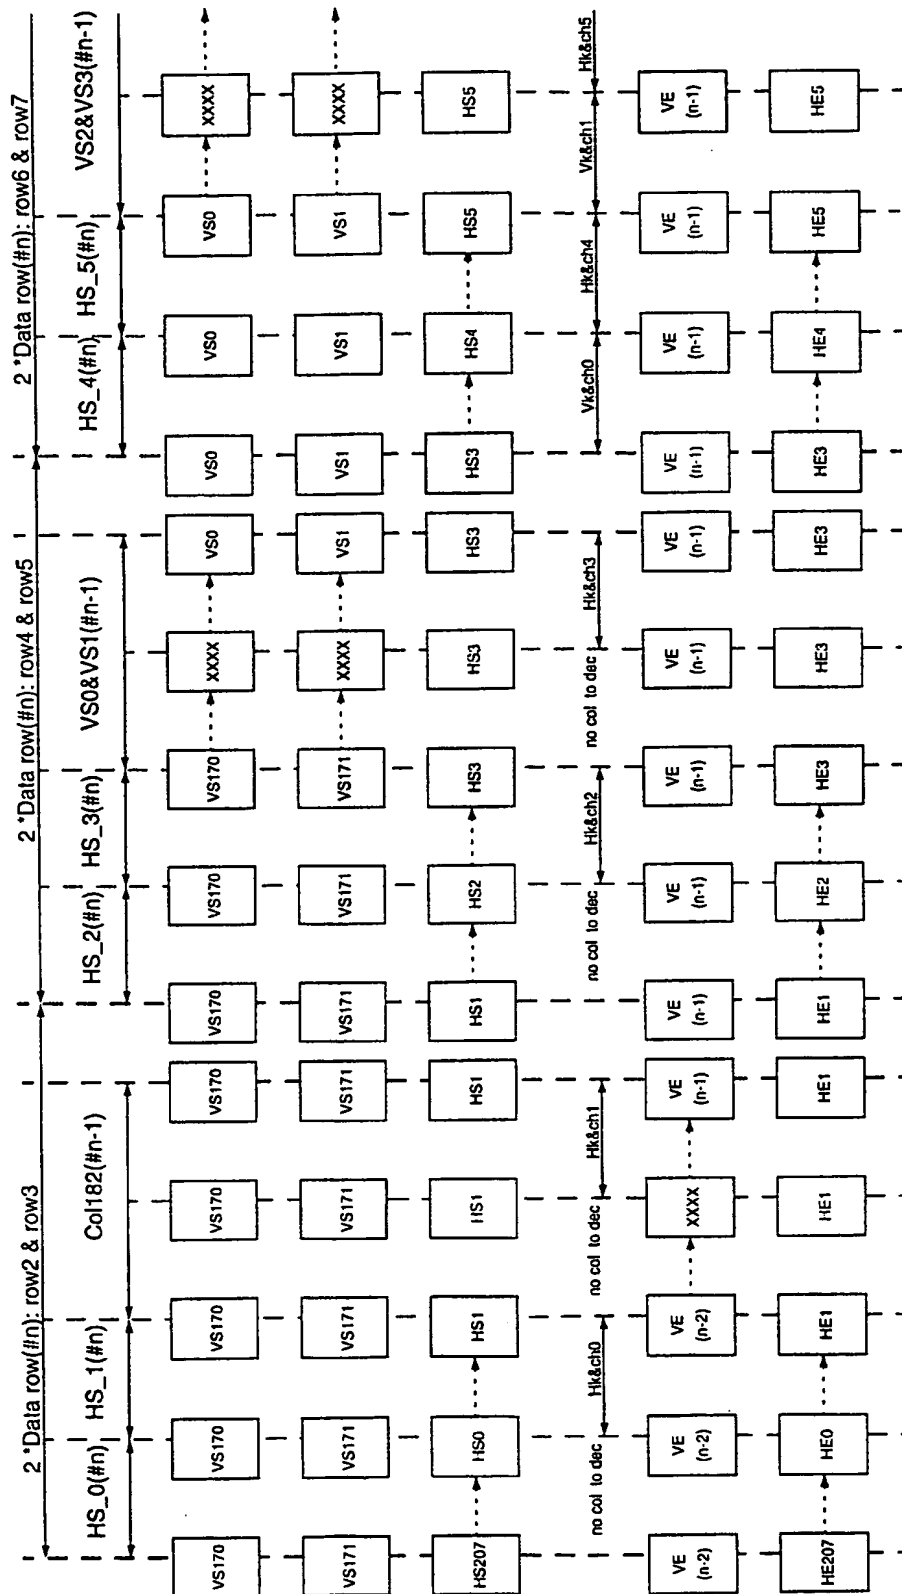 2 *Data row(#n): row2 & row3 2 *Data row(#n): row4 & row5 2 *Data row(#n): row6 & row7
HS_0(#n) HS_1(#n) Col182(#n-1) HS_2(#n) HS_3(#n) VS0&VS1(#n-1) HS_4(#n) HS_5(#n) VS2&VS3(#n-1)
VS170 VS170 VS170 VS170 VS170 VS170 VS170 VS170 XXXX VS0 VS0 VS0 VS0 XXXX
VS171 VS171 VS171 VS171 VS171 VS171 VS171 VS171 XXXX VS1 VS1 VS1 VS1 XXXX
HS207 HS0 HS1 HS1 HS1 HS1 HS2 HS3 HS3 HS3 HS3 HS4 HS5 HS5
no col to dec Hk&ch0 no col to dec Hk&ch1 no col to dec Hk&ch2 no col to dec Hk&ch3 Vk&ch0 Hk&ch4 Vk&ch1 Hk&ch5
VE VE VE XXXX VE VE VE VE VE VE VE VE VE VE
(n-2) (n-2) (n-2) (n-1) (n-1) (n-1) (n-1) (n-1) (n-1) (n-1) (n-1) (n-1) (n-1)
HE207 HE0 HE1 HE1 HE1 HE1 HE2 HE3 HE3 HE3 HE3 HE4 HE5 HE5